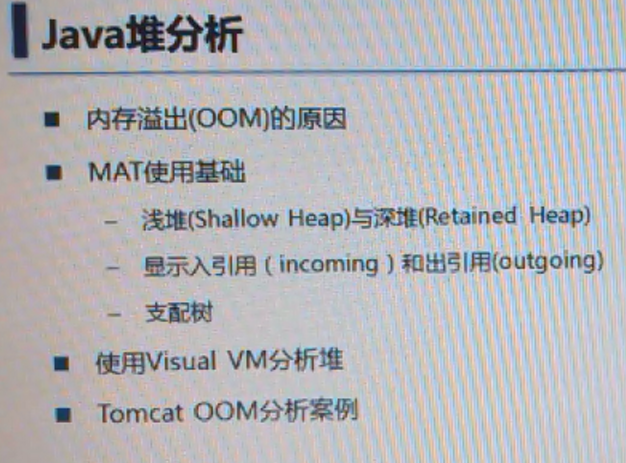 Java堆分析
■ 内存溢出(OOM)的原因
■ MAT使用基础
– 浅堆(Shallow Heap)与深堆(Retained Heap)
– 显示入引用（incoming）和出引用(outgoing)
– 支配树
■ 使用Visual VM分析堆
■ Tomcat OOM分析案例